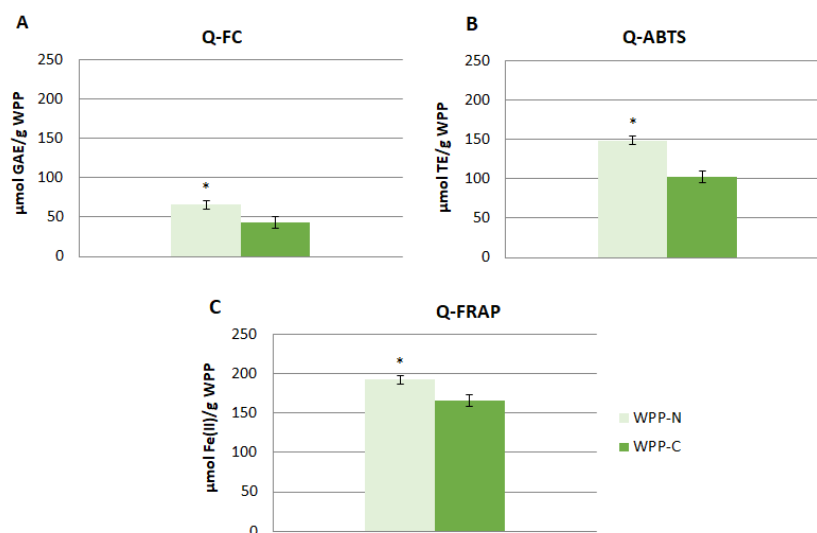 A
Q-FC
250
200
150
100
50
0
µmol GAE/g WPP
*
B
Q-ABTS
250
200
150
100
50
0
µmol TE/g WPP
*
C
Q-FRAP
250
200
150
100
50
0
µmol Fe(II)/g WPP
*
WPP-N
WPP-C